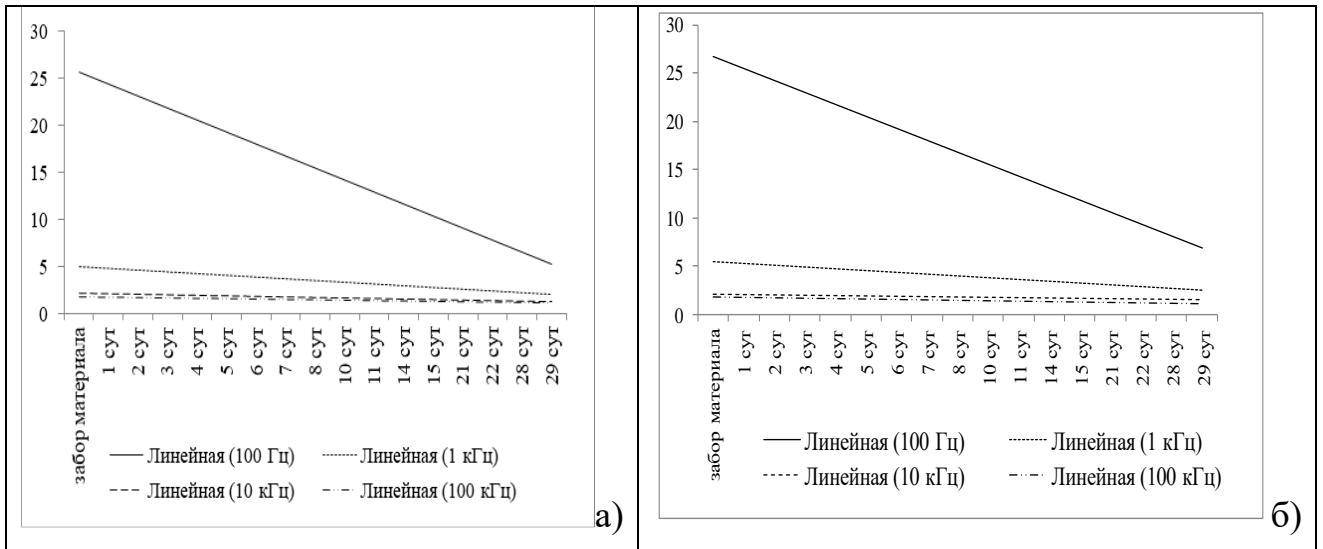 30
25
20
15
10
5
0
забор материала
1 сут
2 сут
3 сут
4 сут
5 сут
6 сут
7 сут
8 сут
10 сут
11 сут
14 сут
15 сут
21 сут
22 сут
28 сут
29 сут
Линейная (100 Гц)
Линейная (1 кГц)
Линейная (10 кГц)
Линейная (100 кГц)
а)
30
25
20
15
10
5
0
забор материала
1 сут
2 сут
3 сут
4 сут
5 сут
6 сут
7 сут
8 сут
10 сут
11 сут
14 сут
15 сут
21 сут
22 сут
28 сут
29 сут
Линейная (100 Гц)
Линейная (1 кГц)
Линейная (10 кГц)
Линейная (100 кГц)
б)